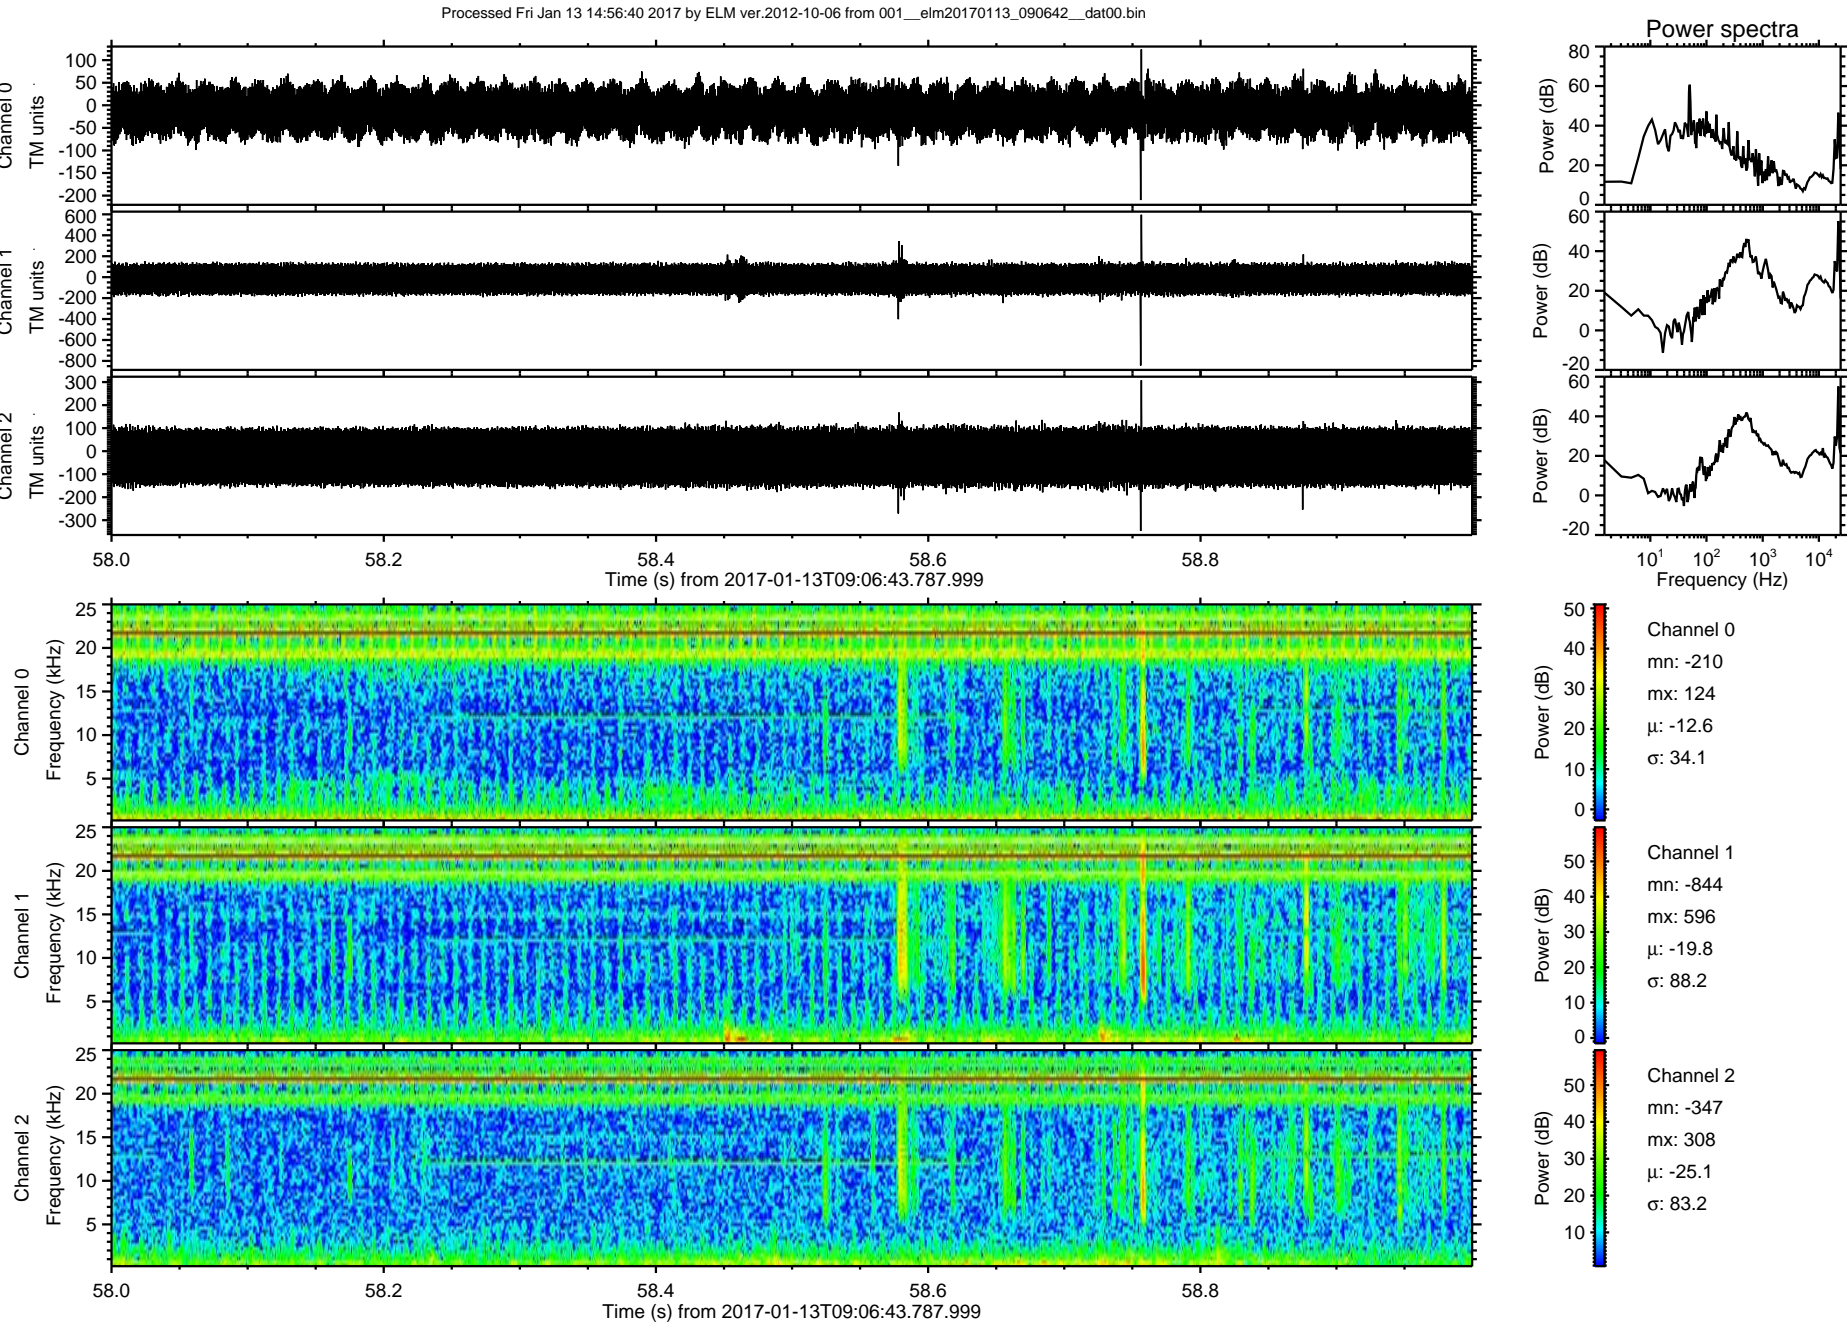 Processed Fri Jan 13 14:56:40 2017 by ELM ver.2012-10-06 from 001__elm20170113_090642__dat00.bin
Power spectra
Channel 0
TM units
100
50
0
-50
-100
-150
-200
Power (dB)
80
60
40
20
0
Channel 1
TM units
600
400
200
0
-200
-400
-600
-800
Power (dB)
60
40
20
0
-20
Channel 2
TM units
300
200
100
0
-100
-200
-300
Power (dB)
60
40
20
0
-20
58.0 58.2 58.4 58.6 58.8
Time (s) from 2017-01-13T09:06:43.787.999
10¹ 10² 10³ 10⁴
Frequency (Hz)
Channel 0
Frequency (kHz)
25
20
15
10
5
Power (dB)
50
40
30
20
10
0
Channel 0
mn: -210
mx: 124
μ: -12.6
σ: 34.1
Channel 1
Frequency (kHz)
25
20
15
10
5
Power (dB)
50
40
30
20
10
0
Channel 1
mn: -844
mx: 596
μ: -19.8
σ: 88.2
Channel 2
Frequency (kHz)
25
20
15
10
5
Power (dB)
50
40
30
20
10
Channel 2
mn: -347
mx: 308
μ: -25.1
σ: 83.2
58.0 58.2 58.4 58.6 58.8
Time (s) from 2017-01-13T09:06:43.787.999